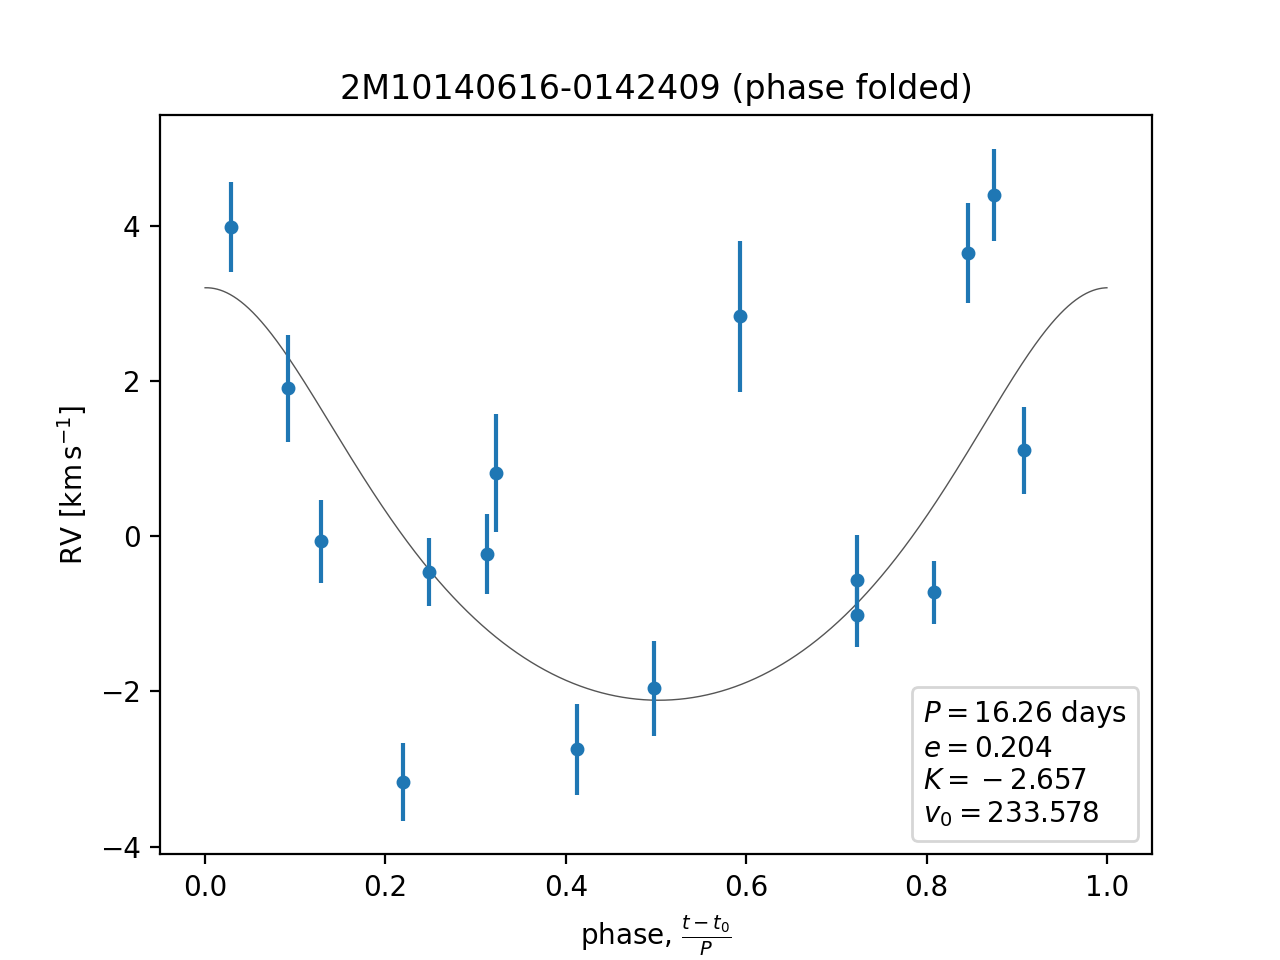 2M10140616-0142409 (phase folded)
RV [km s⁻¹]
4
2
0
−2
−4
P = 16.26 days
e = 0.204
K = − 2.657
v₀ = 233.578
0.0 0.2 0.4 0.6 0.8 1.0
phase, (t − t₀)/P